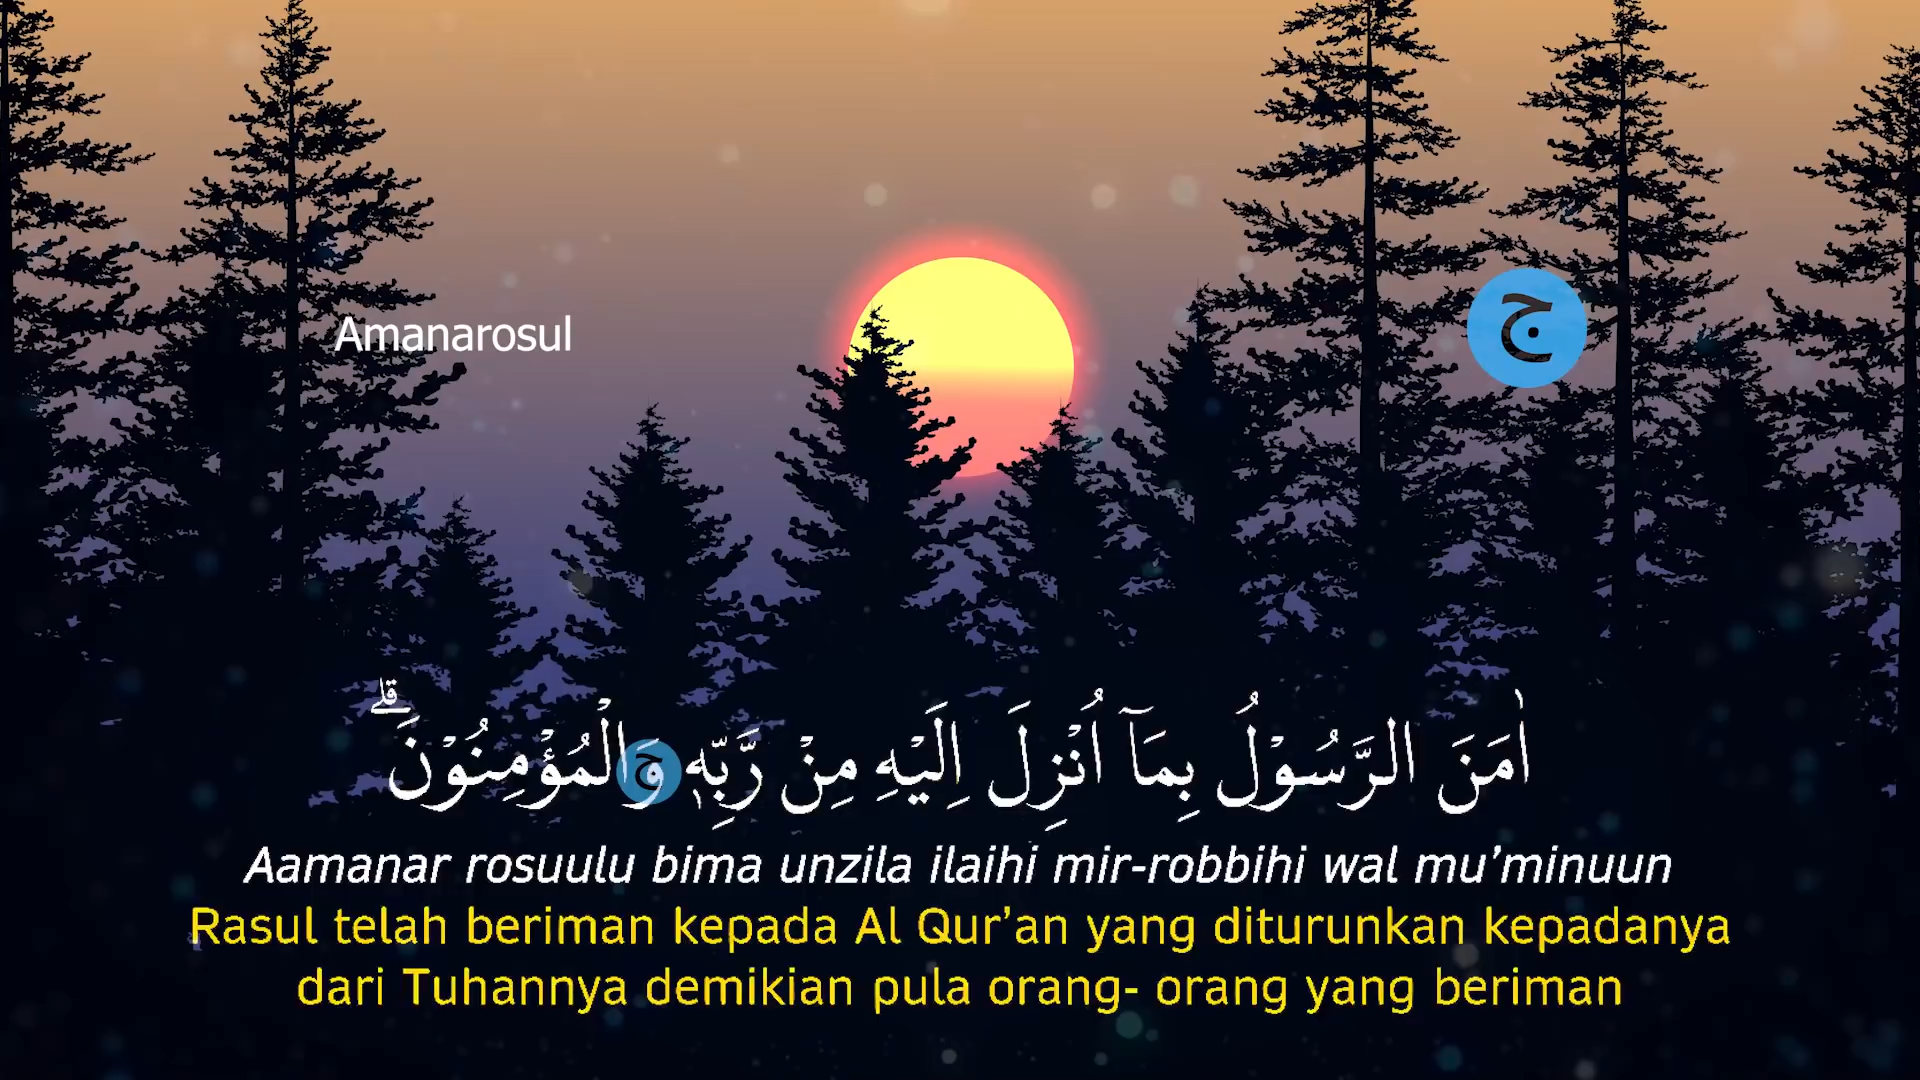 Amanarosul
ج
اٰمَنَ الرَّسُوْلُ بِمَآ اُنْزِلَ اِلَيْهِ مِنْ رَّبِّهٖ وَالْمُؤْمِنُوْنَۗ
ج
Aamanar rosuulu bima unzila ilaihi mir-robbihi wal mu’minuun
Rasul telah beriman kepada Al Qur’an yang diturunkan kepadanya
dari Tuhannya demikian pula orang- orang yang beriman